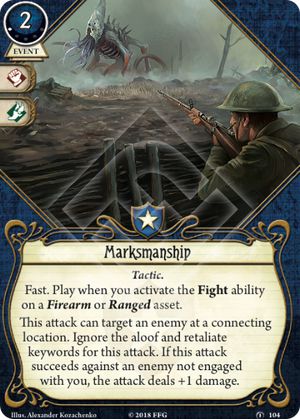 2
EVENT
Marksmanship
Tactic.
Fast. Play when you activate the Fight ability
on a Firearm or Ranged asset.
This attack can target an enemy at a connecting
location. Ignore the aloof and retaliate
keywords for this attack. If this attack
succeeds against an enemy not engaged
with you, the attack deals +1 damage.
Illus. Alexander Kozachenko
© 2018 FFG
104